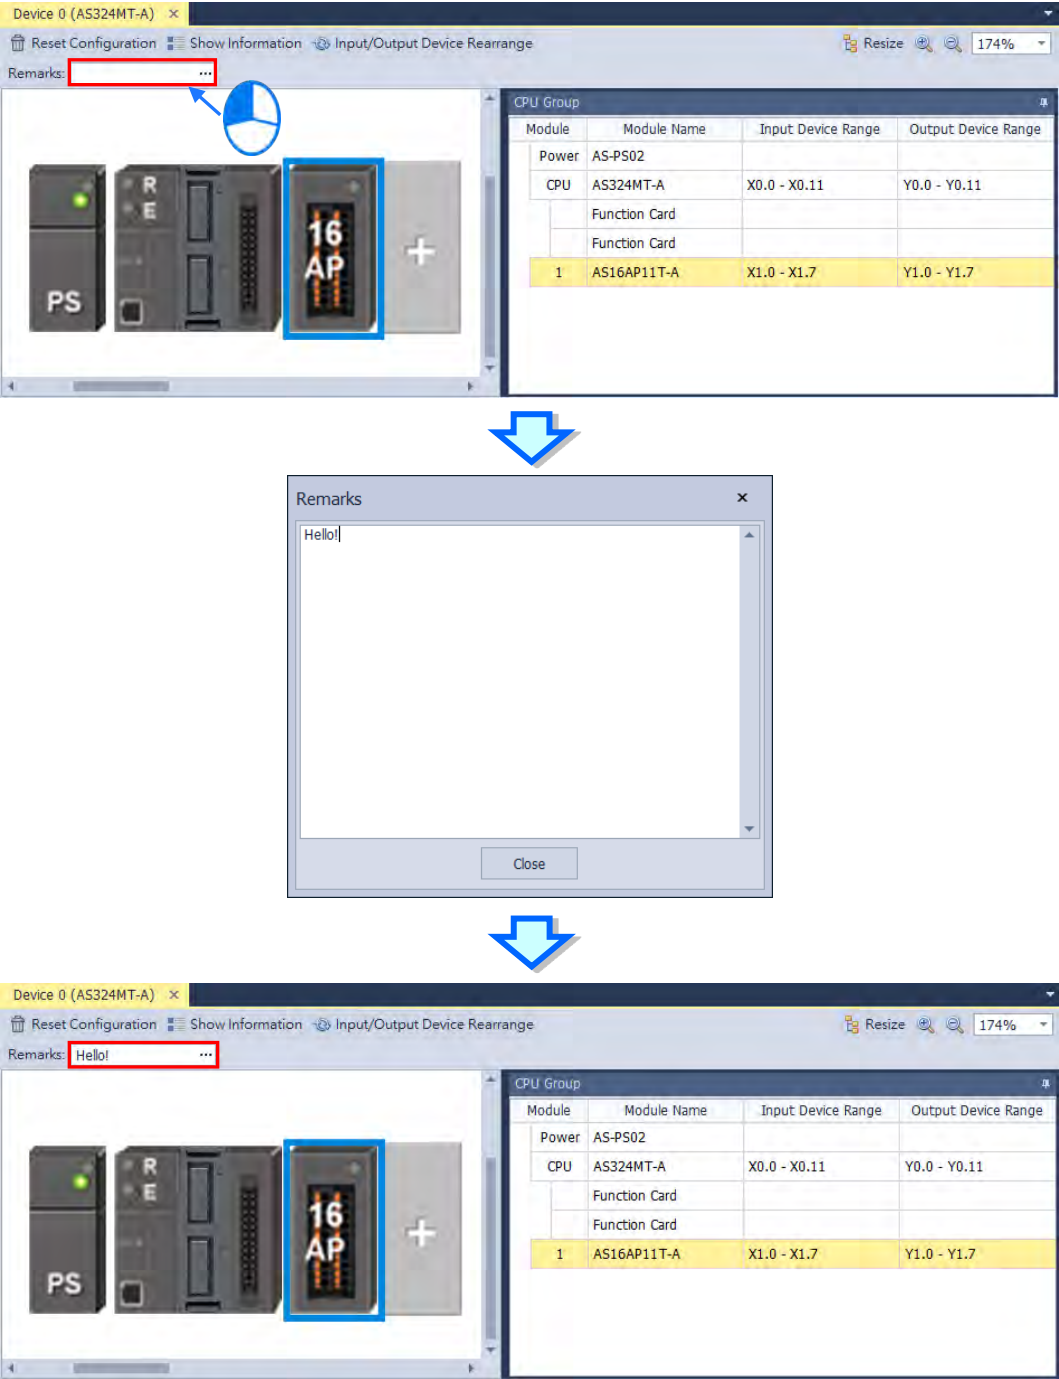 Device 0 (AS324MT-A) ×
Reset Configuration Show Information Input/Output Device Rearrange Resize 174%
Remarks: ...
CPU Group
Module Module Name Input Device Range Output Device Range
Power AS-PS02
CPU AS324MT-A X0.0 - X0.11 Y0.0 - Y0.11
Function Card
Function Card
1 AS16AP11T-A X1.0 - X1.7 Y1.0 - Y1.7
R
E
16
AP
+
PS
Remarks ×
Hello!
Close
Device 0 (AS324MT-A) ×
Reset Configuration Show Information Input/Output Device Rearrange Resize 174%
Remarks: Hello! ...
CPU Group
Module Module Name Input Device Range Output Device Range
Power AS-PS02
CPU AS324MT-A X0.0 - X0.11 Y0.0 - Y0.11
Function Card
Function Card
1 AS16AP11T-A X1.0 - X1.7 Y1.0 - Y1.7
R
E
16
AP
+
PS